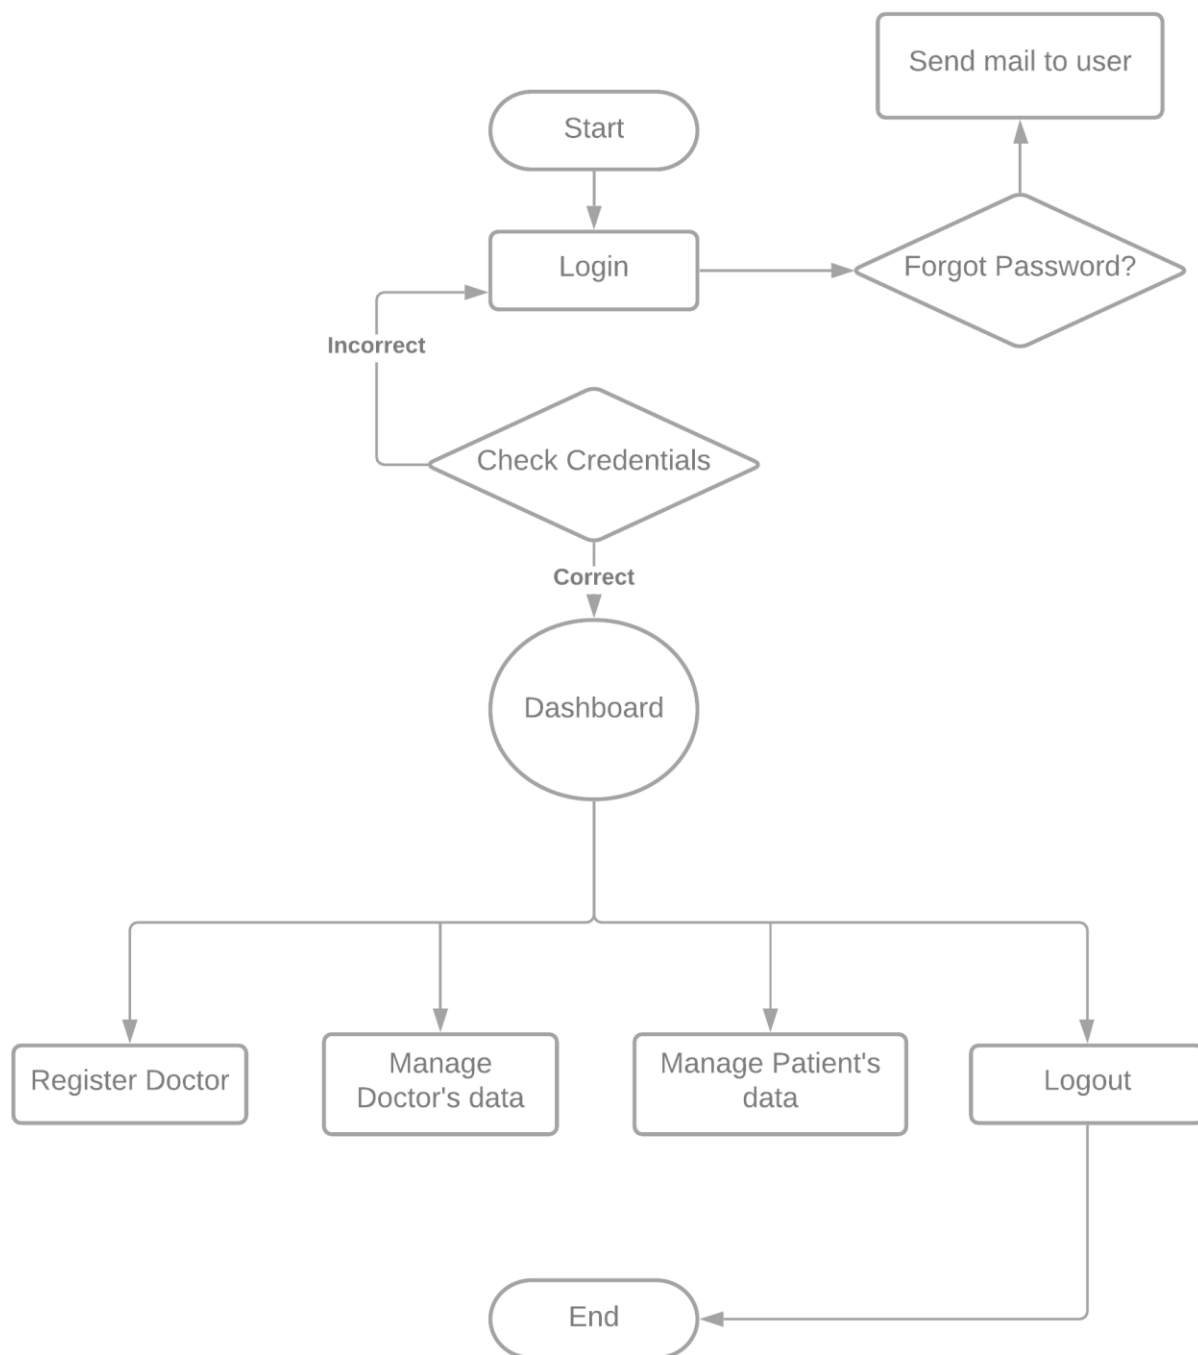 Send mail to user
Start
Login
Forgot Password?
Incorrect
Check Credentials
Correct
Dashboard
Register Doctor
Manage
Doctor's data
Manage Patient's
data
Logout
End